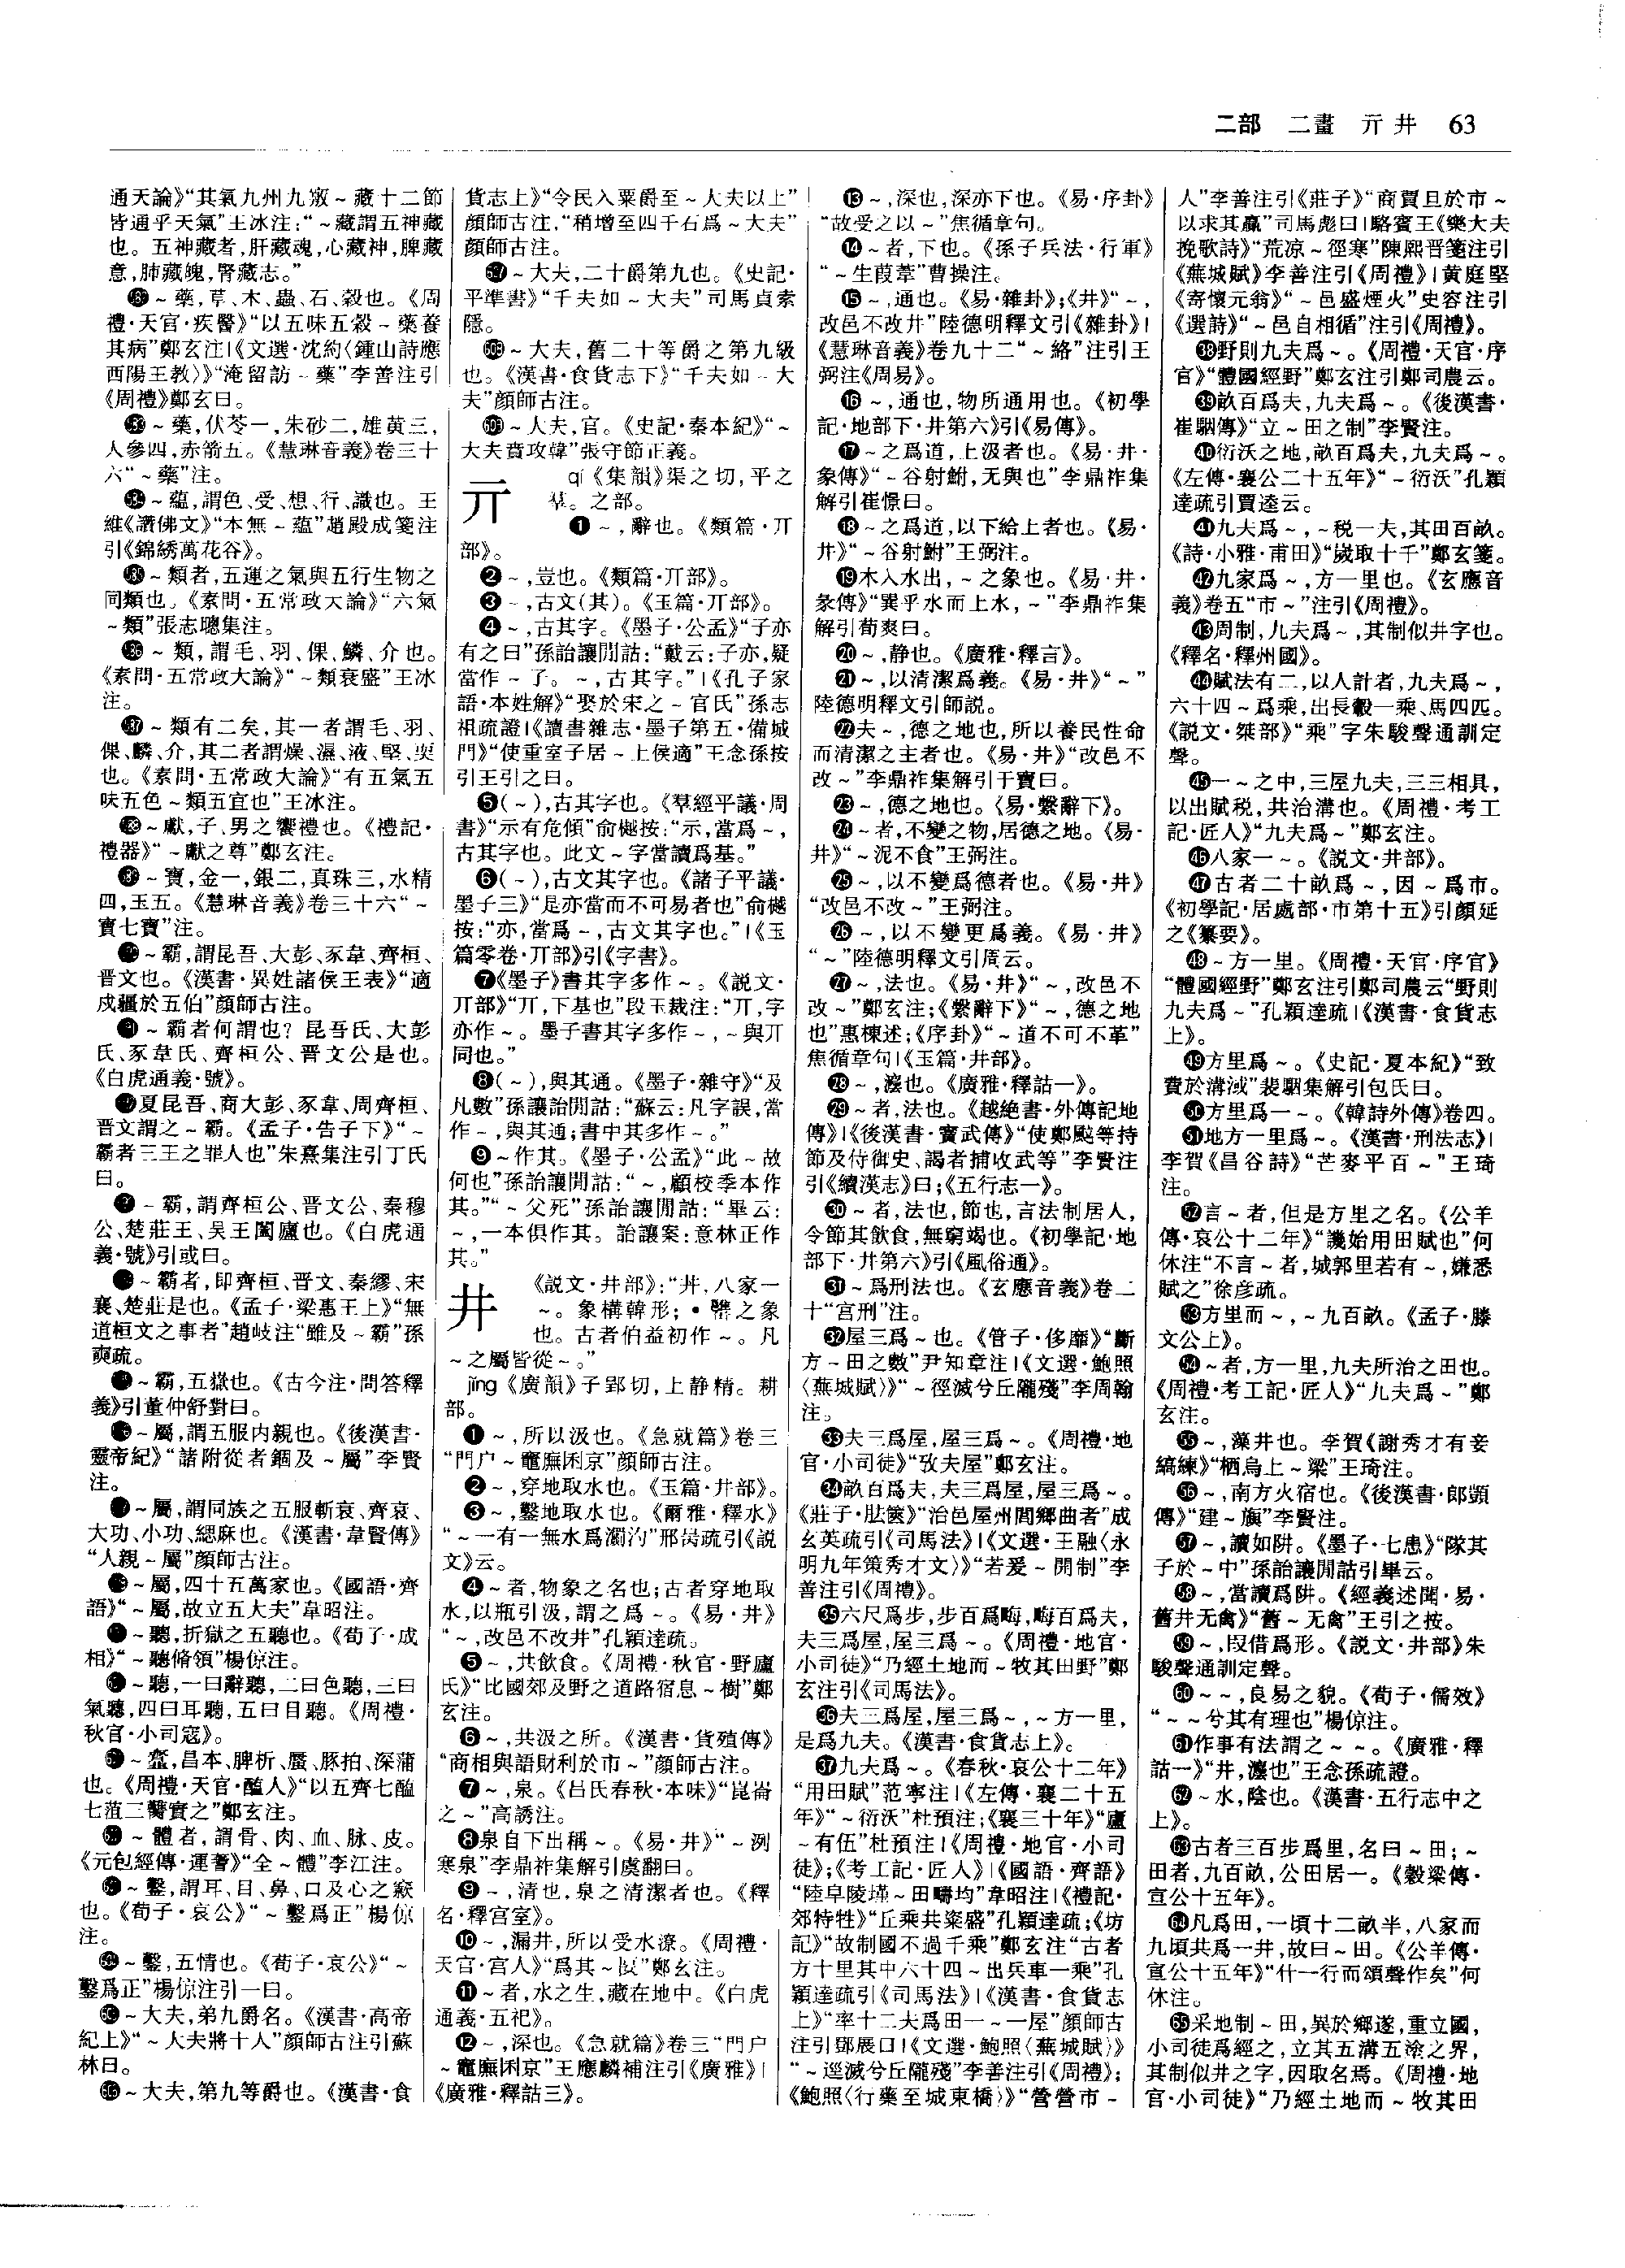 二部 二畫 亓 井 63
通天論》“其氣九州九竅～藏十二節
皆通乎天氣”王冰注：“～藏謂五神藏
也。五神藏者，肝藏魂，心藏神，脾藏
意，肺藏魄，腎藏志。”
～藥，草、木、蟲、石、穀也。《周
禮·天官·疾醫》“以五味五穀～藥養
其病”鄭玄注|《文選·沈約〈鍾山詩應
西陽王教〉》“淹留訪～藥”李善注引
《周禮》鄭玄曰。
～藥，伏苓一，朱砂二，雄黄三，
人參四，赤箭五。《慧琳音義》卷三十
六“～藥”注。
～藴，謂色、受、想、行、識也。王
維《讚佛文》“本無～藴”趙殿成箋注
引《錦綉萬花谷》。
～類者，五運之氣與五行生物之
同類也。《素問·五常政大論》“六氣
～類”張志聰集注。
～類，謂毛、羽、倮、鱗、介也。
《素問·五常政大論》“～類衰盛”王冰
注。
～類有二矣，其一者謂毛、羽、
倮、鱗、介，其二者謂燥、濕、液、堅、耎
也。《素問·五常政大論》“有五氣五
味五色～類五宜也”王冰注。
～獻，子、男之饗禮也。《禮記·
禮器》“～獻之尊”鄭玄注。
～寶，金一，銀二，真珠三，水精
四，玉五。《慧琳音義》卷三十六“～
寶七寶”注。
～霸，謂昆吾、大彭、豕韋、齊桓、
晋文也。《漢書·異姓諸侯王表》“適
戍彊於五伯”顔師古注。
～霸者何謂也？昆吾氏、大彭
氏、豕韋氏、齊桓公、晋文公是也。
《白虎通義·號》。
夏昆吾、商大彭、豕韋、周齊桓、
晋文謂之～霸。《孟子·告子下》“～
霸者三王之罪人也”朱熹集注引丁氏
曰。
～霸，謂齊桓公、晋文公、秦穆
公、楚莊王、吴王闔廬也。《白虎通
義·號》引或曰。
～霸者，即齊桓、晋文、秦繆、宋
襄、楚莊是也。《孟子·梁惠王上》“無
道桓文之事者”趙岐注“雖及～霸”孫
奭疏。
～霸，五嶽也。《古今注·問答釋
義》引董仲舒對曰。
～屬，謂五服内親也。《後漢書·
靈帝紀》“諸附從者錮及～屬”李賢
注。
～屬，謂同族之五服斬衰、齊衰、
大功、小功、緦麻也。《漢書·韋賢傳》
“人親～屬”顔師古注。
～屬，四十五萬家也。《國語·齊
語》“～屬，故立五大夫”韋昭注。
～聽，折獄之五聽也。《荀子·成
相》“～聽脩領”楊倞注。
～聽，一曰辭聽，二曰色聽，三曰
氣聽，四曰耳聽，五曰目聽。《周禮·
秋官·小司寇》。
～齏，昌本、脾析、蜃、豚拍、深蒲
也。《周禮·天官·醢人》“以五齊七醢
七菹三臡實之”鄭玄注。
～體者，謂骨、肉、血、脉、皮。
《元包經傳·運蓍》“全～體”李江注。
～鑿，謂耳、目、鼻、口及心之竅
也。《荀子·哀公》“～鑿爲正”楊倞
注。
～鑿，五情也。《荀子·哀公》“～
鑿爲正”楊倞注引一曰。
～大夫，第九爵名。《漢書·高帝
紀上》“～大夫將十人”顔師古注引蘇
林曰。
～大夫，第九等爵也。《漢書·食
貨志上》“令民入粟爵至～大夫以上”
顔師古注，“稍增至四千石爲～大夫”
顔師古注。
～大夫，二十爵第九也。《史記·
平準書》“千夫如～大夫”司馬貞索
隱。
～大夫，舊二十等爵之第九級
也。《漢書·食貨志下》“千夫如～大
夫”顔師古注。
～大夫，官。《史記·秦本紀》“～
大夫賁攻韓”張守節正義。
亓 qí《集韻》渠之切，平之
羣。之部。
❶～，辭也。《類篇·丌
部》。
❷～，豈也。《類篇·丌部》。
❸～，古文(其)。《玉篇·丌部》。
❹～，古其字。《墨子·公孟》“子亦
有之曰”孫詒讓閒詁：“戴云：子亦，疑
當作～了。～，古其字。”|《孔子家
語·本姓解》“娶於宋之～官氏”孫志
祖疏證|《讀書雜志·墨子第五·備城
門》“使重室子居～上侯適”王念孫按
引王引之曰。
❺(～)，古其字也。《羣經平議·周
書》“示有危傾”俞樾按：“示，當爲～，
古其字也。此文～字當讀爲基。”
❻(～)，古文其字也。《諸子平議·
墨子三》“是亦當而不可易者也”俞樾
按：“亦，當爲～，古文其字也。”|《玉
篇零卷·丌部》引《字書》。
❼《墨子》書其字多作～。《説文·
丌部》“丌，下基也”段玉裁注：“丌，字
亦作～。墨子書其字多作～，～與丌
同也。”
❽(～)，與其通。《墨子·雜守》“及
凡數”孫讓詒閒詁：“蘇云：凡字誤，當
作～，與其通；書中其多作～。”
❾～作其。《墨子·公孟》“此～故
何也”孫詒讓閒詁：“～，顧校季本作
其。”“～父死”孫詒讓閒詁：“畢云：
～，一本俱作其。詒讓案：意林正作
其。”
井 《説文·井部》：“丼，八家一
～。象構韓形；•罋之象
也。古者伯益初作～。凡
～之屬皆從～。”
jǐng《廣韻》子郢切，上静精。耕
部。
❶～，所以汲也。《急就篇》卷三
“門户～竈廡囷京”顔師古注。
❷～，穿地取水也。《玉篇·井部》。
❸～，鑿地取水也。《爾雅·釋水》
“～一有一無水爲瀱汋”邢昺疏引《説
文》云。
❹～者，物象之名也；古者穿地取
水，以瓶引汲，謂之爲～。《易·井》
“～，改邑不改井”孔穎達疏。
❺～，共飲食。《周禮·秋官·野廬
氏》“比國郊及野之道路宿息～樹”鄭
玄注。
❻～，共汲之所。《漢書·貨殖傳》
“商相與語財利於市～”顔師古注。
❼～，泉。《吕氏春秋·本味》“崑崙
之～”高誘注。
❽泉自下出稱～。《易·井》“～洌
寒泉”李鼎祚集解引虞翻曰。
❾～，清也，泉之清潔者也。《釋
名·釋宫室》。
❿～，漏井，所以受水潦。《周禮·
天官·宫人》“爲其～匽”鄭玄注。
⓫～者，水之生，藏在地中。《白虎
通義·五祀》。
⓬～，深也。《急就篇》卷三“門户
～竈廡囷京”王應麟補注引《廣雅》|
《廣雅·釋詁三》。
⓭～，深也，深亦下也。《易·序卦》
“故受之以～”焦循章句。
⓮～者，下也。《孫子兵法·行軍》
“～生葭葦”曹操注。
⓯～，通也。《易·雜卦》；《井》“～，
改邑不改井”陸德明釋文引《雜卦》|
《慧琳音義》卷九十二“～絡”注引王
弼注《周易》。
⓰～，通也，物所通用也。《初學
記·地部下·井第六》引《易傳》。
⓱～之爲道，上汲者也。《易·井·
象傳》“～谷射鮒，无與也”李鼎祚集
解引崔憬曰。
⓲～之爲道，以下給上者也。《易·
井》“～谷射鮒”王弼注。
⓳木入水出，～之象也。《易·井·
彖傳》“巽乎水而上水，～”李鼎祚集
解引荀爽曰。
⓴～，静也。《廣雅·釋言》。
㉑～，以清潔爲義。《易·井》“～”
陸德明釋文引師説。
㉒夫～，德之地也，所以養民性命
而清潔之主者也。《易·井》“改邑不
改～”李鼎祚集解引干寶曰。
㉓～，德之地也。《易·繫辭下》。
㉔～者，不變之物，居德之地。《易·
井》“～泥不食”王弼注。
㉕～，以不變爲德者也。《易·井》
“改邑不改～”王弼注。
㉖～，以不變更爲義。《易·井》
“～”陸德明釋文引周云。
㉗～，法也。《易·井》“～，改邑不
改～”鄭玄注；《繫辭下》“～，德之地
也”惠棟述；《序卦》“～道不可不革”
焦循章句|《玉篇·井部》。
㉘～，灋也。《廣雅·釋詁一》。
㉙～者，法也。《越絶書·外傳記地
傳》|《後漢書·竇武傳》“使鄭颯等持
節及侍御史、謁者捕收武等”李賢注
引《續漢志》曰；《五行志一》。
㉚～者，法也，節也，言法制居人，
令節其飲食，無窮竭也。《初學記·地
部下·井第六》引《風俗通》。
㉛～爲刑法也。《玄應音義》卷二
十“宫刑”注。
㉜屋三爲～也。《管子·侈靡》“斷
方～田之數”尹知章注|《文選·鮑照
〈蕪城賦〉》“～徑滅兮丘隴殘”李周翰
注。
㉝夫三爲屋，屋三爲～。《周禮·地
官·小司徒》“攷夫屋”鄭玄注。
㉞畝百爲夫，夫三爲屋，屋三爲～。
《莊子·胠篋》“治邑屋州閭鄉曲者”成
玄英疏引《司馬法》|《文選·王融〈永
明九年策秀才文〉》“若爰～開制”李
善注引《周禮》。
㉟六尺爲步，步百爲畮，畮百爲夫，
夫三爲屋，屋三爲～。《周禮·地官·
小司徒》“乃經土地而～牧其田野”鄭
玄注引《司馬法》。
㊱夫三爲屋，屋三爲～，～方一里，
是爲九夫。《漢書·食貨志上》。
㊲九夫爲～。《春秋·哀公十二年》
“用田賦”范寧注|《左傳·襄二十五
年》“～衍沃”杜預注；《襄三十年》“廬
～有伍”杜預注|《周禮·地官·小司
徒》；《考工記·匠人》|《國語·齊語》
“陸阜陵墐～田疇均”韋昭注|《禮記·
郊特牲》“丘乘共粢盛”孔穎達疏；《坊
記》“故制國不過千乘”鄭玄注“古者
方十里其中六十四～出兵車一乘”孔
穎達疏引《司馬法》|《漢書·食貨志
上》“率十二夫爲田一～一屋”顔師古
注引鄧展曰|《文選·鮑照〈蕪城賦〉》
“～逕滅兮丘隴殘”李善注引《周禮》；
《鮑照〈行藥至城東橋〉》“營營市～
人”李善注引《莊子》“商賈旦於市～
以求其贏”司馬彪曰|駱賓王《樂大夫
挽歌詩》“荒凉～徑寒”陳熙晋箋注引
《蕪城賦》李善注引《周禮》|黄庭堅
《寄懷元翁》“～邑盛煙火”史容注引
《選詩》“～邑自相循”注引《周禮》。
㊳野則九夫爲～。《周禮·天官·序
官》“體國經野”鄭玄注引鄭司農云。
㊴畝百爲夫，九夫爲～。《後漢書·
崔駰傳》“立～田之制”李賢注。
㊵衍沃之地，畝百爲夫，九夫爲～。
《左傳·襄公二十五年》“～衍沃”孔穎
達疏引賈逵云。
㊶九夫爲～，～税一夫，其田百畝。
《詩·小雅·甫田》“歲取十千”鄭玄箋。
㊷九家爲～，方一里也。《玄應音
義》卷五“市～”注引《周禮》。
㊸周制，九夫爲～，其制似井字也。
《釋名·釋州國》。
㊹賦法有二，以人計者，九夫爲～，
六十四～爲乘，出長轂一乘、馬四匹。
《説文·桀部》“乘”字朱駿聲通訓定
聲。
㊺一～之中，三屋九夫，三三相具，
以出賦税，共治溝也。《周禮·考工
記·匠人》“九夫爲～”鄭玄注。
㊻八家一～。《説文·井部》。
㊼古者二十畝爲～，因～爲市。
《初學記·居處部·市第十五》引顔延
之《纂要》。
㊽～方一里。《周禮·天官·序官》
“體國經野”鄭玄注引鄭司農云“野則
九夫爲～”孔穎達疏|《漢書·食貨志
上》。
㊾方里爲～。《史記·夏本紀》“致
費於溝淢”裴駰集解引包氏曰。
㊿方里爲一～。《韓詩外傳》卷四。
51地方一里爲～。《漢書·刑法志》|
李賀《昌谷詩》“芒麥平百～”王琦
注。
52言～者，但是方里之名。《公羊
傳·哀公十二年》“譏始用田賦也”何
休注“不言～者，城郭里若有～，嫌悉
賦之”徐彦疏。
53方里而～，～九百畝。《孟子·滕
文公上》。
54～者，方一里，九夫所治之田也。
《周禮·考工記·匠人》“九夫爲～”鄭
玄注。
55～，藻井也。李賀《謝秀才有妾
縞練》“栖烏上～梁”王琦注。
56～，南方火宿也。《後漢書·郎顗
傳》“建～旟”李賢注。
57～，讀如阱。《墨子·七患》“隊其
子於～中”孫詒讓閒詁引畢云。
58～，當讀爲阱。《經義述聞·易·
舊井无禽》“舊～无禽”王引之按。
59～，叚借爲形。《説文·井部》朱
駿聲通訓定聲。
60～～，良易之貌。《荀子·儒效》
“～～兮其有理也”楊倞注。
61作事有法謂之～～。《廣雅·釋
詁一》“井，灋也”王念孫疏證。
62～水，陰也。《漢書·五行志中之
上》。
63古者三百步爲里，名曰～田；～
田者，九百畝，公田居一。《穀梁傳·
宣公十五年》。
64凡爲田，一頃十二畝半，八家而
九頃共爲一井，故曰～田。《公羊傳·
宣公十五年》“什一行而頌聲作矣”何
休注。
65采地制～田，異於鄉遂，重立國，
小司徒爲經之，立其五溝五涂之界，
其制似井之字，因取名焉。《周禮·地
官·小司徒》“乃經土地而～牧其田